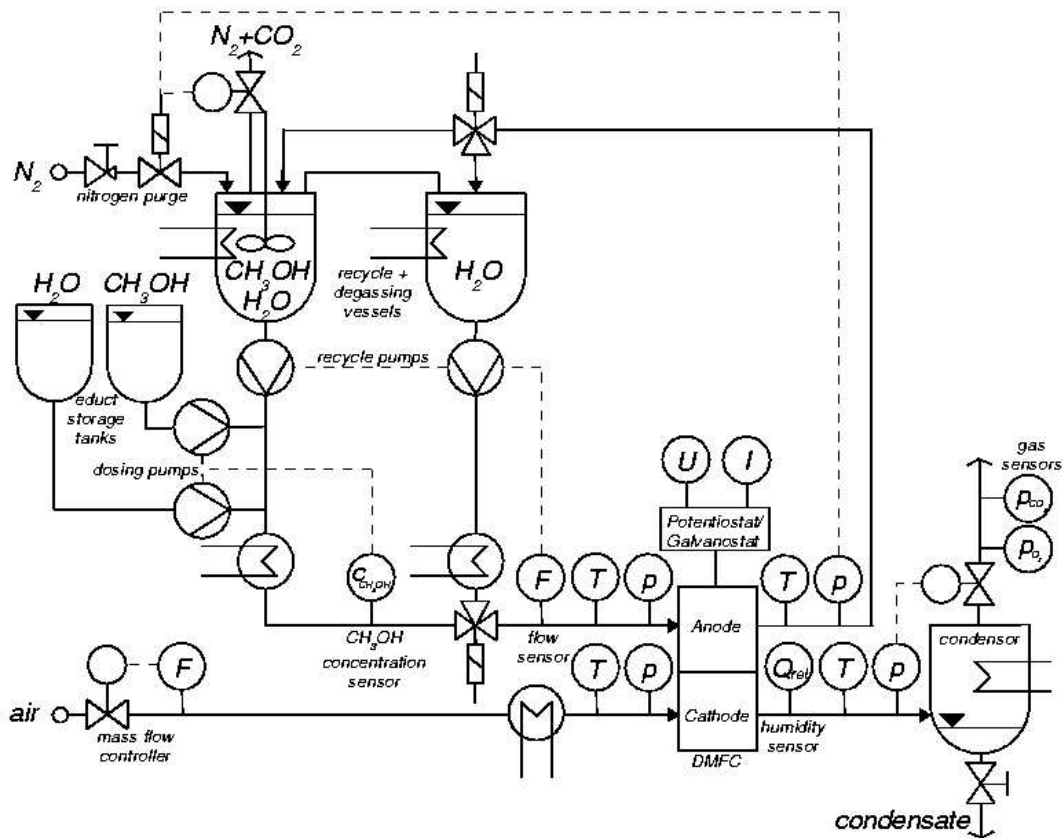 N2+CO2
N2
nitrogen purge
CH3OH
H2O
recycle +
degassing
vessels
H2O
H2O
CH3OH
recycle pumps
educt
storage
tanks
dosing pumps
U
I
gas
sensors
pCO2
pO2
Potentiostat/
Galvanostat
CCH3OH
F
T
p
T
p
Anode
condensor
CH3OH
concentration
sensor
flow
sensor
F
T
p
T
p
air
Cathode
humidity
sensor
mass flow
controller
DMFC
condensate